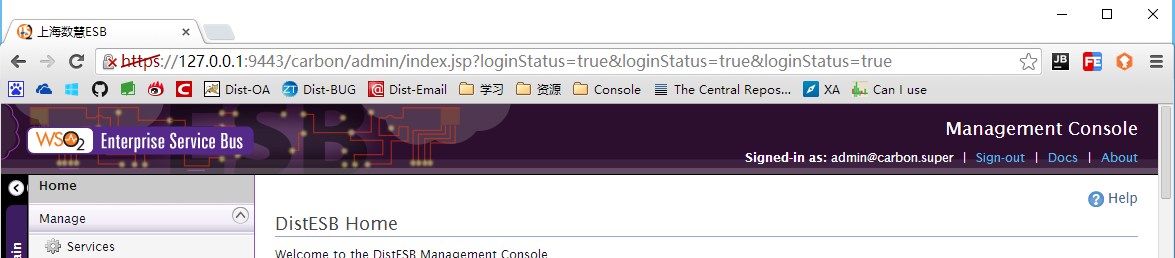 上海数慧ESB
https://127.0.0.1:9443/carbon/admin/index.jsp?loginStatus=true&loginStatus=true&loginStatus=true
Dist-OA Dist-BUG Dist-Email 学习 资源 Console The Central Repos... XA Can I use
WSO2 Enterprise Service Bus
Management Console
Signed-in as: admin@carbon.super | Sign-out | Docs | About
Home
Help
Manage
DistESB Home
Services
Welcome to the DistESB Management Console